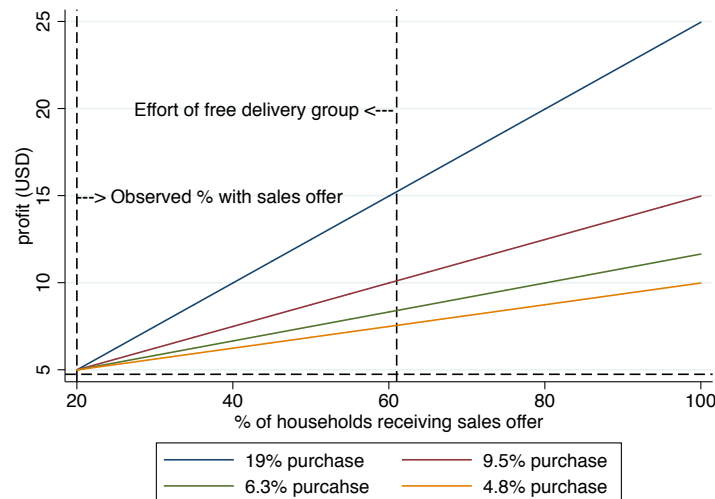 25
20
15
10
5
profit (USD)
Effort of free delivery group <---
---> Observed % with sales offer
20 40 60 80 100
% of households receiving sales offer
19% purchase 9.5% purchase
6.3% purcahse 4.8% purchase